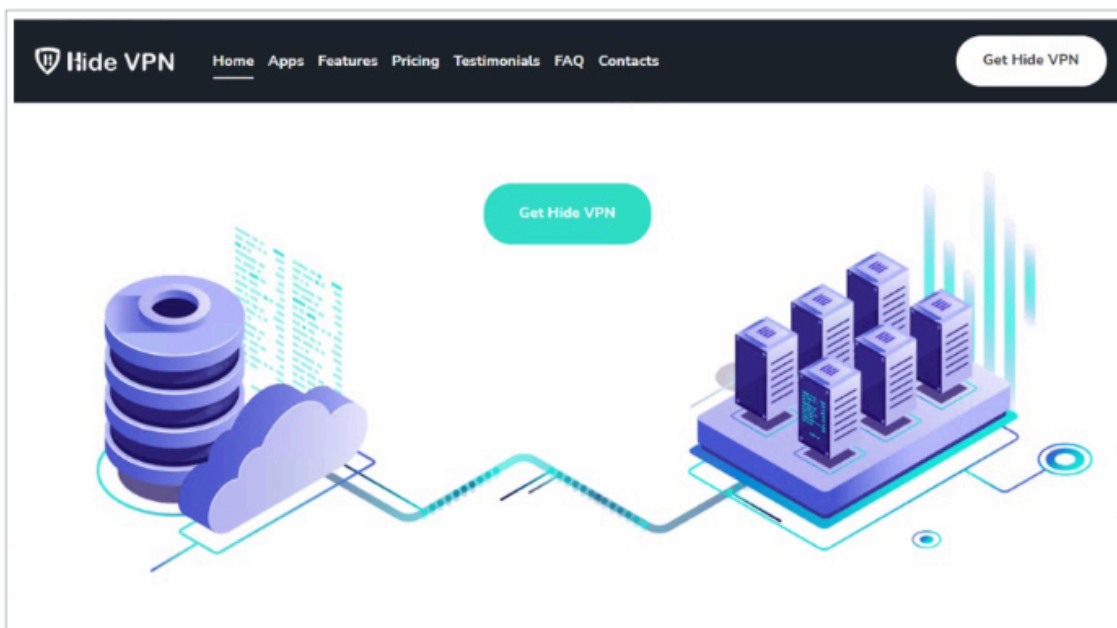 Hide VPN
Home Apps Features Pricing Testimonials FAQ Contacts
Get Hide VPN
Get Hide VPN